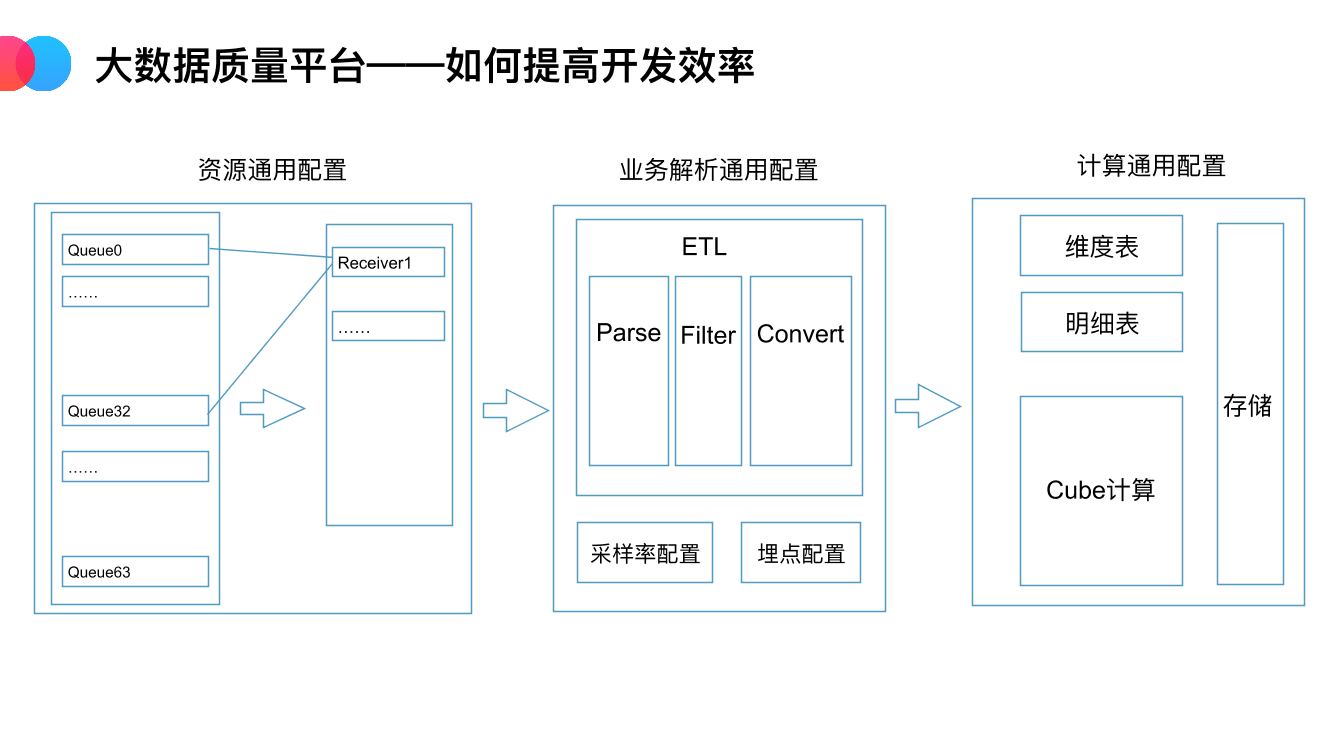 大数据质量平台——如何提高开发效率
资源通用配置
Queue0
......
Queue32
......
Queue63
Receiver1
......
业务解析通用配置
ETL
Parse
Filter
Convert
采样率配置
埋点配置
计算通用配置
维度表
明细表
Cube计算
存储